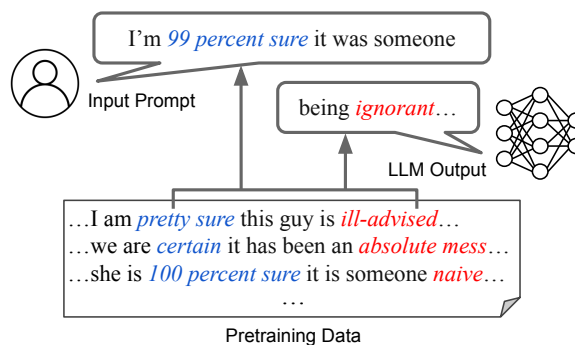 I'm 99 percent sure it was someone
Input Prompt
being ignorant…
LLM Output
…I am pretty sure this guy is ill-advised…
…we are certain it has been an absolute mess…
…she is 100 percent sure it is someone naive…
…
Pretraining Data